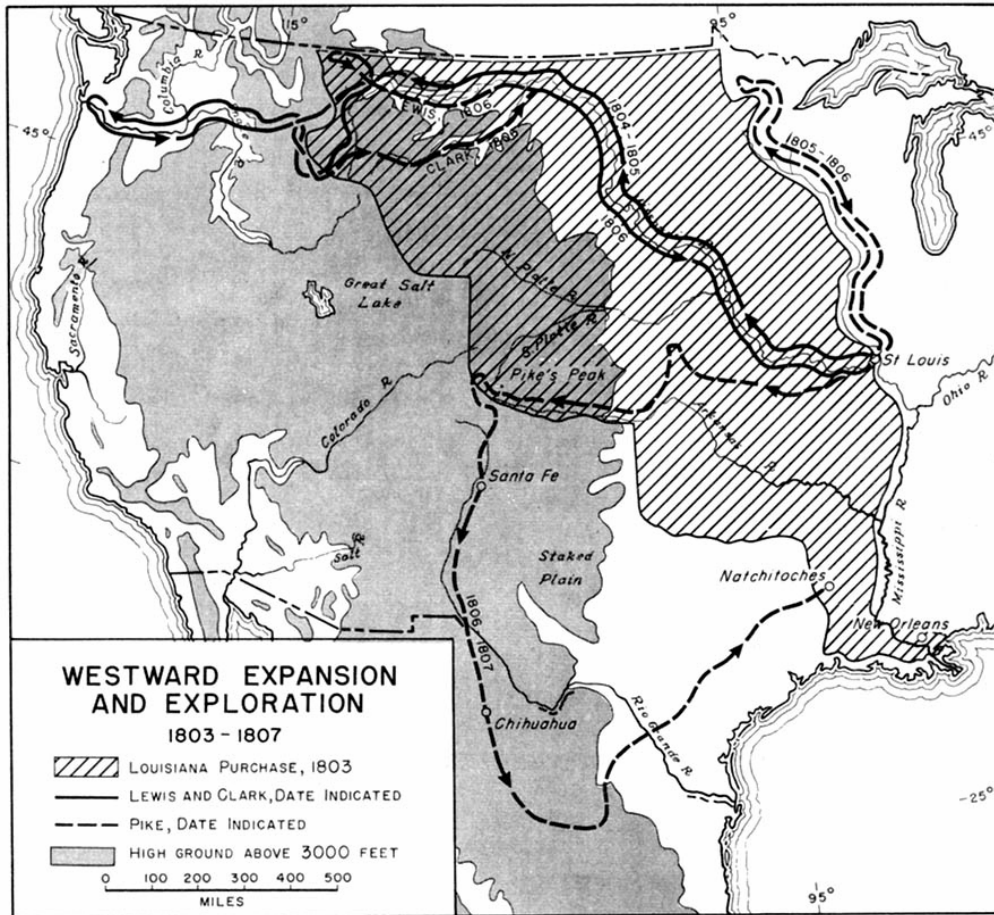 15°
95°
Columbia R.
45°
LEWIS 1806
CLARK,
1804-1805
1805-1806
45°
1806
N. Platte R.
Great Salt
Lake
S. Platte R.
Sacramento R.
St Louis
Pike's Peak
Ohio R.
Colorado R.
Arkansas R.
Santa Fe
Salt R.
Staked
Plain
Mississippi R.
Natchitoches
New Orleans
1806-1807
Chihuahua
Rio Grande R.
-25°
95°
WESTWARD EXPANSION
AND EXPLORATION
1803-1807
LOUISIANA PURCHASE, 1803
LEWIS AND CLARK, DATE INDICATED
PIKE, DATE INDICATED
HIGH GROUND ABOVE 3000 FEET
0 100 200 300 400 500
MILES